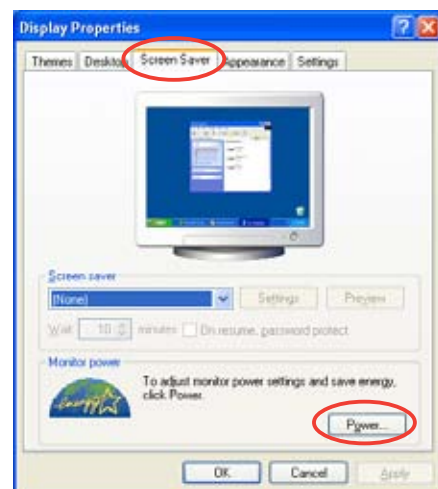 Display Properties
Themes Desktop Screen Saver Appearance Settings
Screen saver
(None) Settings Preview
Wait: 10 minutes On resume, password protect
Monitor power
To adjust monitor power settings and save energy,
click Power.
energy
Power...
OK Cancel Apply